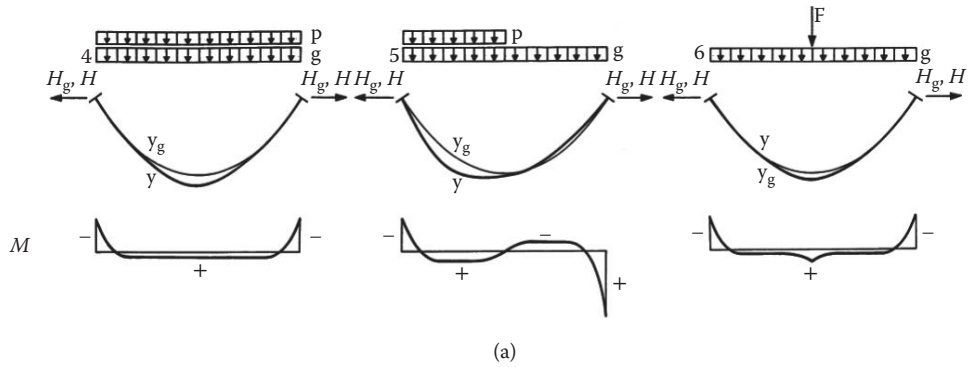 p p F
4 g 5 g 6 g
H_g, H H_g, H H_g, H H_g, H H_g, H H_g, H
y_g y_g y
y y y_g
M − − − − − −
+ + + +
(a)